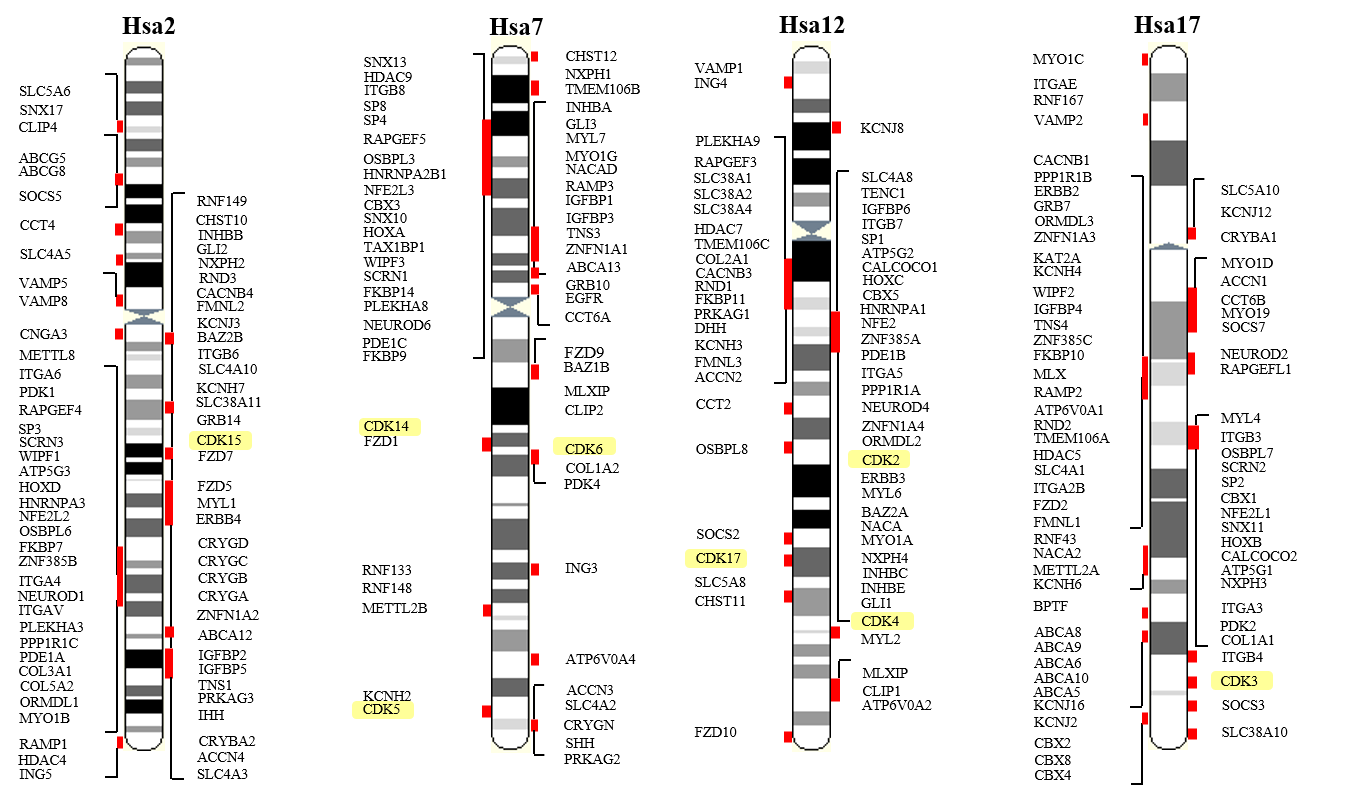 Hsa2
SLC5A6
SNX17
CLIP4
ABCG5
ABCG8
SOCS5
CCT4
SLC4A5
VAMP5
VAMP8
CNGA3
METTL8
ITGA6
PDK1
RAPGEF4
SP3
SCRN3
WIPF1
ATP5G3
HOXD
HNRNPA3
NFE2L2
OSBPL6
FKBP7
ZNF385B
ITGA4
NEUROD1
ITGAV
PLEKHA3
PPP1R1C
PDE1A
COL3A1
COL5A2
ORMDL1
MYO1B
RAMP1
HDAC4
ING5
RNF149
CHST10
INHBB
GLI2
NXPH2
RND3
CACNB4
FMNL2
KCNJ3
BAZ2B
ITGB6
SLC4A10
KCNH7
SLC38A11
GRB14
CDK15
FZD7
FZD5
MYL1
ERBB4
CRYGD
CRYGC
CRYGB
CRYGA
ZNFN1A2
ABCA12
IGFBP2
IGFBP5
TNS1
PRKAG3
IHH
CRYBA2
ACCN4
SLC4A3
Hsa7
SNX13
HDAC9
ITGB8
SP8
SP4
RAPGEF5
OSBPL3
HNRNPA2B1
NFE2L3
CBX3
SNX10
HOXA
TAX1BP1
WIPF3
SCRN1
FKBP14
PLEKHA8
NEUROD6
PDE1C
FKBP9
CDK14
FZD1
RNF133
RNF148
METTL2B
KCNH2
CDK5
CHST12
NXPH1
TMEM106B
INHBA
GLI3
MYL7
MYO1G
NACAD
RAMP3
IGFBP1
IGFBP3
TNS3
ZNFN1A1
ABCA13
GRB10
EGFR
CCT6A
FZD9
BAZ1B
MLXIP
CLIP2
CDK6
COL1A2
PDK4
ING3
ATP6V0A4
ACCN3
SLC4A2
CRYGN
SHH
PRKAG2
Hsa12
VAMP1
ING4
PLEKHA9
RAPGEF3
SLC38A1
SLC38A2
SLC38A4
HDAC7
TMEM106C
COL2A1
CACNB3
RND1
FKBP11
PRKAG1
DHH
KCNH3
FMNL3
ACCN2
CCT2
OSBPL8
SOCS2
CDK17
SLC5A8
CHST11
FZD10
KCNJ8
SLC4A8
TENC1
IGFBP6
ITGB7
SP1
ATP5G2
CALCOCO1
HOXC
CBX5
HNRNPA1
NFE2
ZNF385A
PDE1B
ITGA5
PPP1R1A
NEUROD4
ZNFN1A4
ORMDL2
CDK2
ERBB3
MYL6
BAZ2A
NACA
MYO1A
NXPH4
INHBC
INHBE
GLI1
CDK4
MYL2
MLXIP
CLIP1
ATP6V0A2
Hsa17
MYO1C
ITGAE
RNF167
VAMP2
CACNB1
PPP1R1B
ERBB2
GRB7
ORMDL3
ZNFN1A3
KAT2A
KCNH4
WIPF2
IGFBP4
TNS4
ZNF385C
FKBP10
MLX
RAMP2
ATP6V0A1
RND2
TMEM106A
HDAC5
SLC4A1
ITGA2B
FZD2
FMNL1
RNF43
NACA2
METTL2A
KCNH6
BPTF
ABCA8
ABCA9
ABCA6
ABCA10
ABCA5
KCNJ16
KCNJ2
CBX2
CBX8
CBX4
SLC5A10
KCNJ12
CRYBA1
MYO1D
ACCN1
CCT6B
MYO19
SOCS7
NEUROD2
RAPGEFL1
MYL4
ITGB3
OSBPL7
SCRN2
SP2
CBX1
NFE2L1
SNX11
HOXB
CALCOCO2
ATP5G1
NXPH3
ITGA3
PDK2
COL1A1
ITGB4
CDK3
SOCS3
SLC38A10